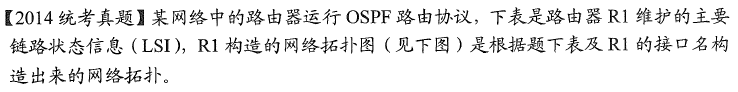 【2014 统考真题】某网络中的路由器运行 OSPF 路由协议，下表是路由器 R1 维护的主要
链路状态信息（LSI），R1 构造的网络拓扑图（见下图）是根据题下表及 R1 的接口名构
造出来的网络拓扑。